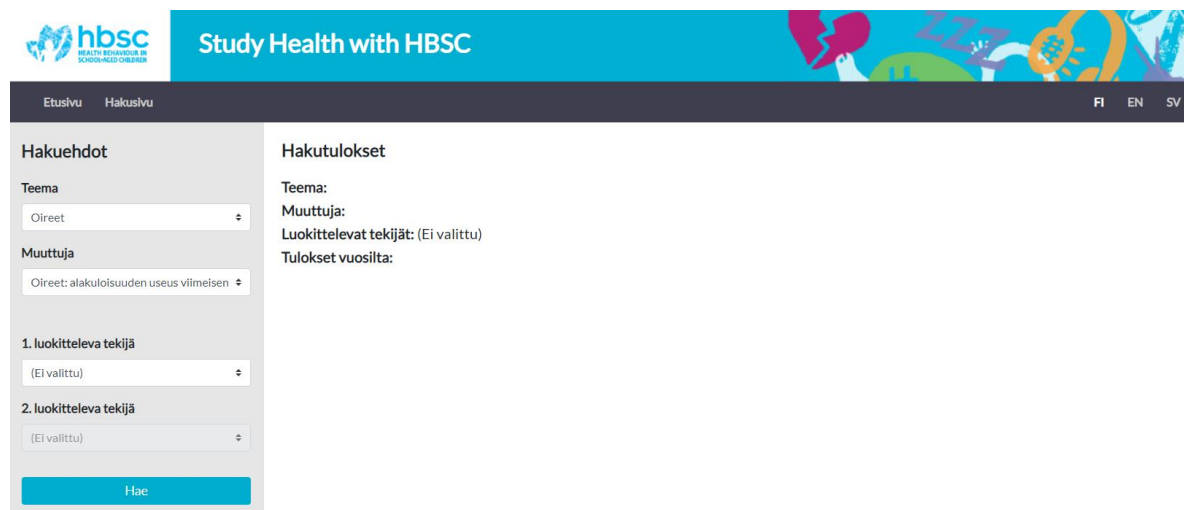 hbsc
HEALTH BEHAVIOUR IN
SCHOOL-AGED CHILDREN
Study Health with HBSC
ZZZ
Etusivu Hakusivu
FI EN SV
Hakuehdot
Teema
Oireet
Muuttuja
Oireet: alakuloisuuden useus viimeisen
1. luokitteleva tekijä
(Ei valittu)
2. luokitteleva tekijä
(Ei valittu)
Hae
Hakutulokset
Teema:
Muuttuja:
Luokittelevat tekijät: (Ei valittu)
Tulokset vuosilta: